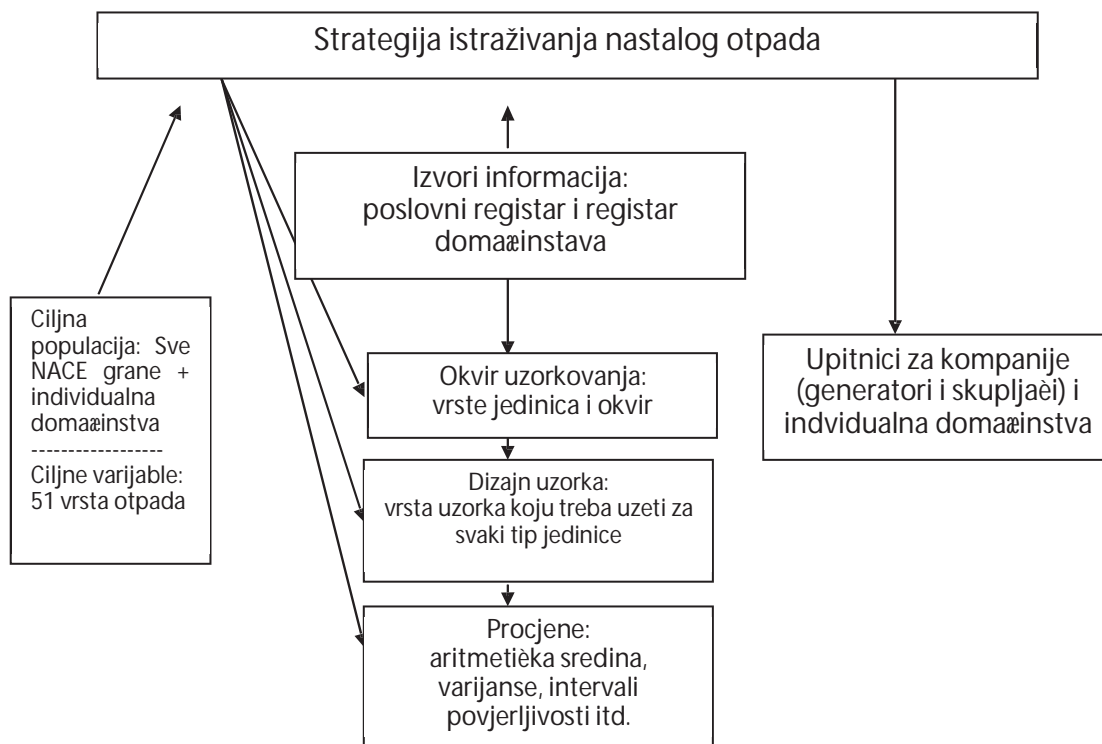 Strategija istraživanja nastalog otpada
Izvori informacija:
poslovni registar i registar
domaæinstava
Ciljna
populacija: Sve
NACE grane +
individualna
domaæinstva
------------------
Ciljne varijable:
51 vrsta otpada
Okvir uzorkovanja:
vrste jedinica i okvir
Upitnici za kompanije
(generatori i skupljaèi) i
indvidualna domaæinstva
Dizajn uzorka:
vrsta uzorka koju treba uzeti za
svaki tip jedinice
Procjene:
aritmetièka sredina,
varijanse, intervali
povjerljivosti itd.